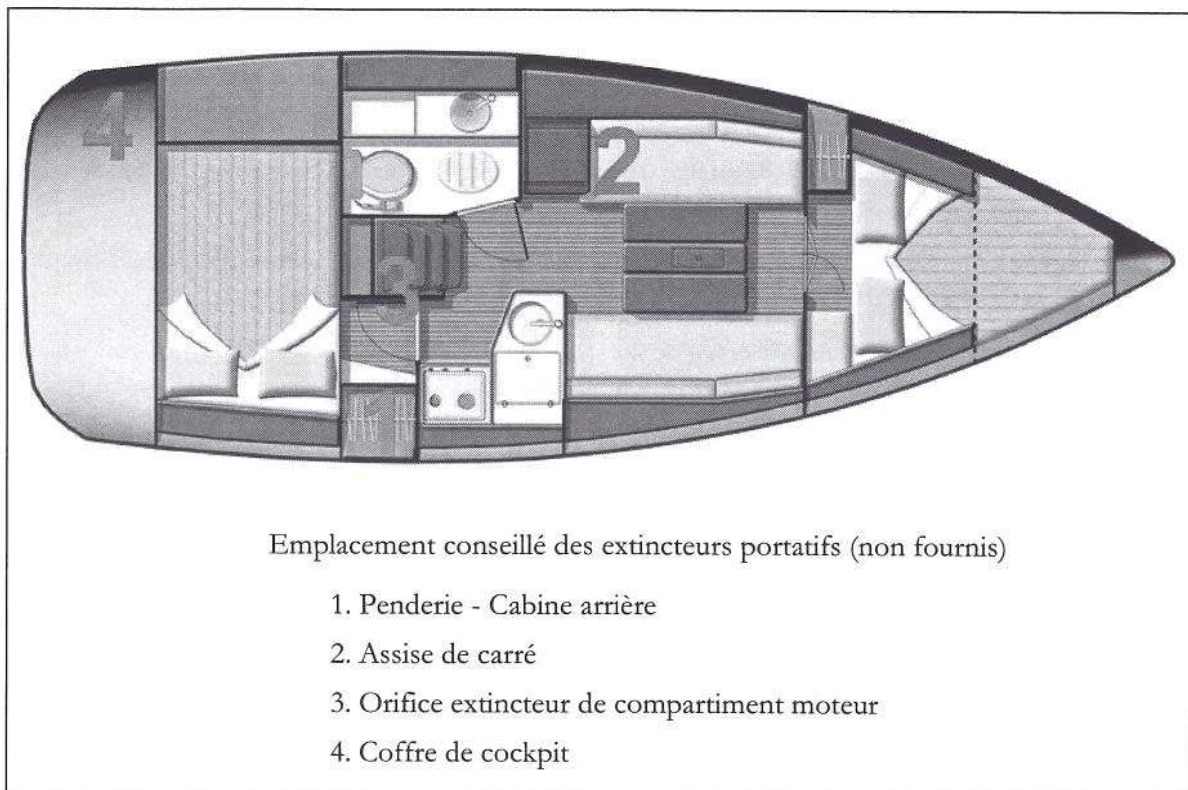 4
2
3
1
Emplacement conseillé des extincteurs portatifs (non fournis)
1. Penderie - Cabine arrière
2. Assise de carré
3. Orifice extincteur de compartiment moteur
4. Coffre de cockpit